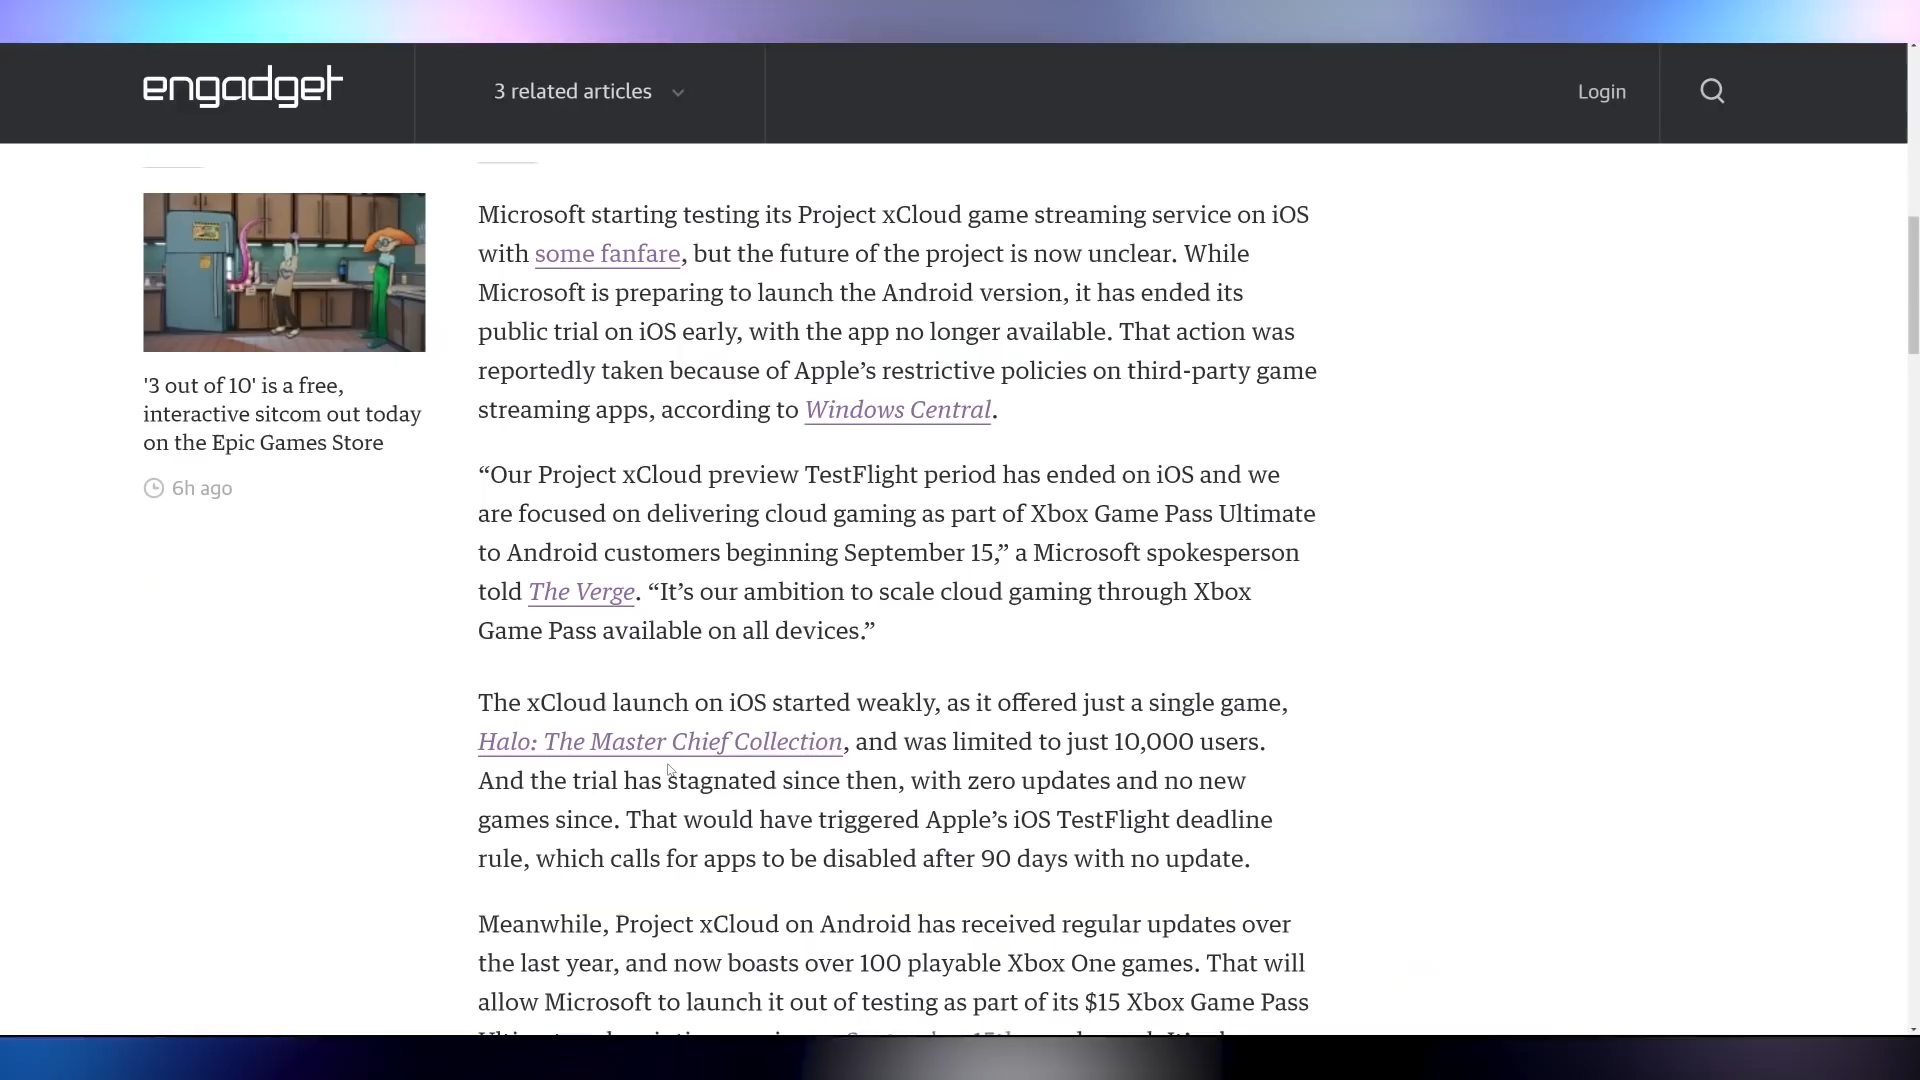 engadget
3 related articles
Login
'3 out of 10' is a free,
interactive sitcom out today
on the Epic Games Store
6h ago
Microsoft starting testing its Project xCloud game streaming service on iOS
with some fanfare, but the future of the project is now unclear. While
Microsoft is preparing to launch the Android version, it has ended its
public trial on iOS early, with the app no longer available. That action was
reportedly taken because of Apple’s restrictive policies on third-party game
streaming apps, according to Windows Central.
“Our Project xCloud preview TestFlight period has ended on iOS and we
are focused on delivering cloud gaming as part of Xbox Game Pass Ultimate
to Android customers beginning September 15,” a Microsoft spokesperson
told The Verge. “It’s our ambition to scale cloud gaming through Xbox
Game Pass available on all devices.”
The xCloud launch on iOS started weakly, as it offered just a single game,
Halo: The Master Chief Collection, and was limited to just 10,000 users.
And the trial has stagnated since then, with zero updates and no new
games since. That would have triggered Apple’s iOS TestFlight deadline
rule, which calls for apps to be disabled after 90 days with no update.
Meanwhile, Project xCloud on Android has received regular updates over
the last year, and now boasts over 100 playable Xbox One games. That will
allow Microsoft to launch it out of testing as part of its $15 Xbox Game Pass